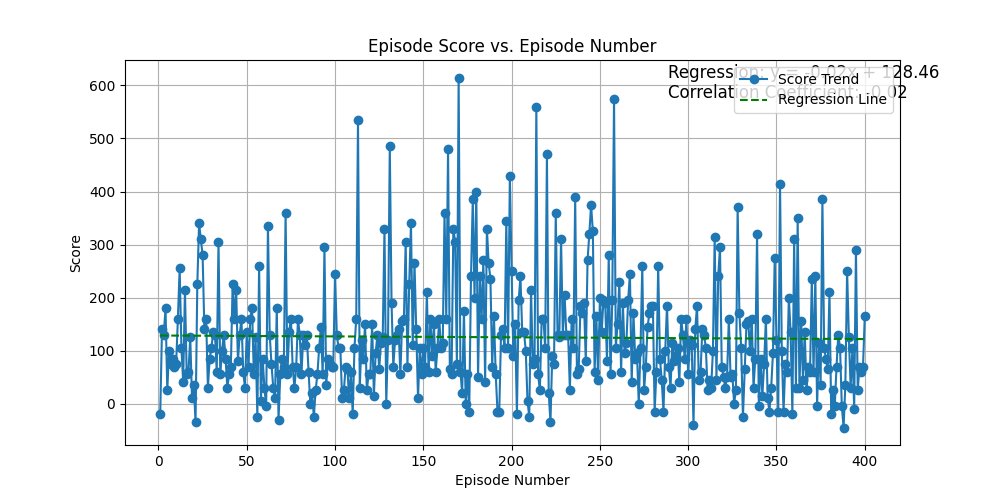 Episode Score vs. Episode Number
Regression: y = -0.02x + 128.46
Correlation Coefficient: -0.02
Score Trend
Regression Line
600
500
400
300
200
100
0
Score
0 50 100 150 200 250 300 350 400
Episode Number